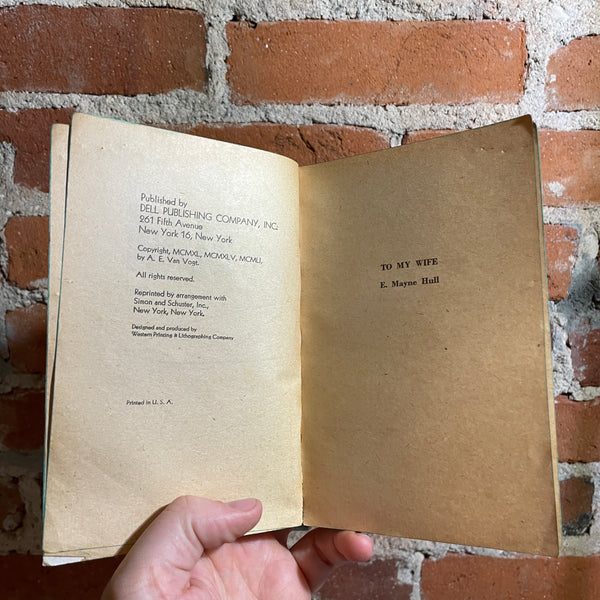 Published by
DELL PUBLISHING COMPANY, INC.
261 Fifth Avenue
New York 16, New York
Copyright, MCMXL, MCMXLV, MCMLI,
by A. E. Van Vogt.
All rights reserved.
Reprinted by arrangement with
Simon and Schuster, Inc.,
New York, New York.
Designed and produced by
Western Printing & Lithographing Company
Printed in U. S. A.
TO MY WIFE
E. Mayne Hull